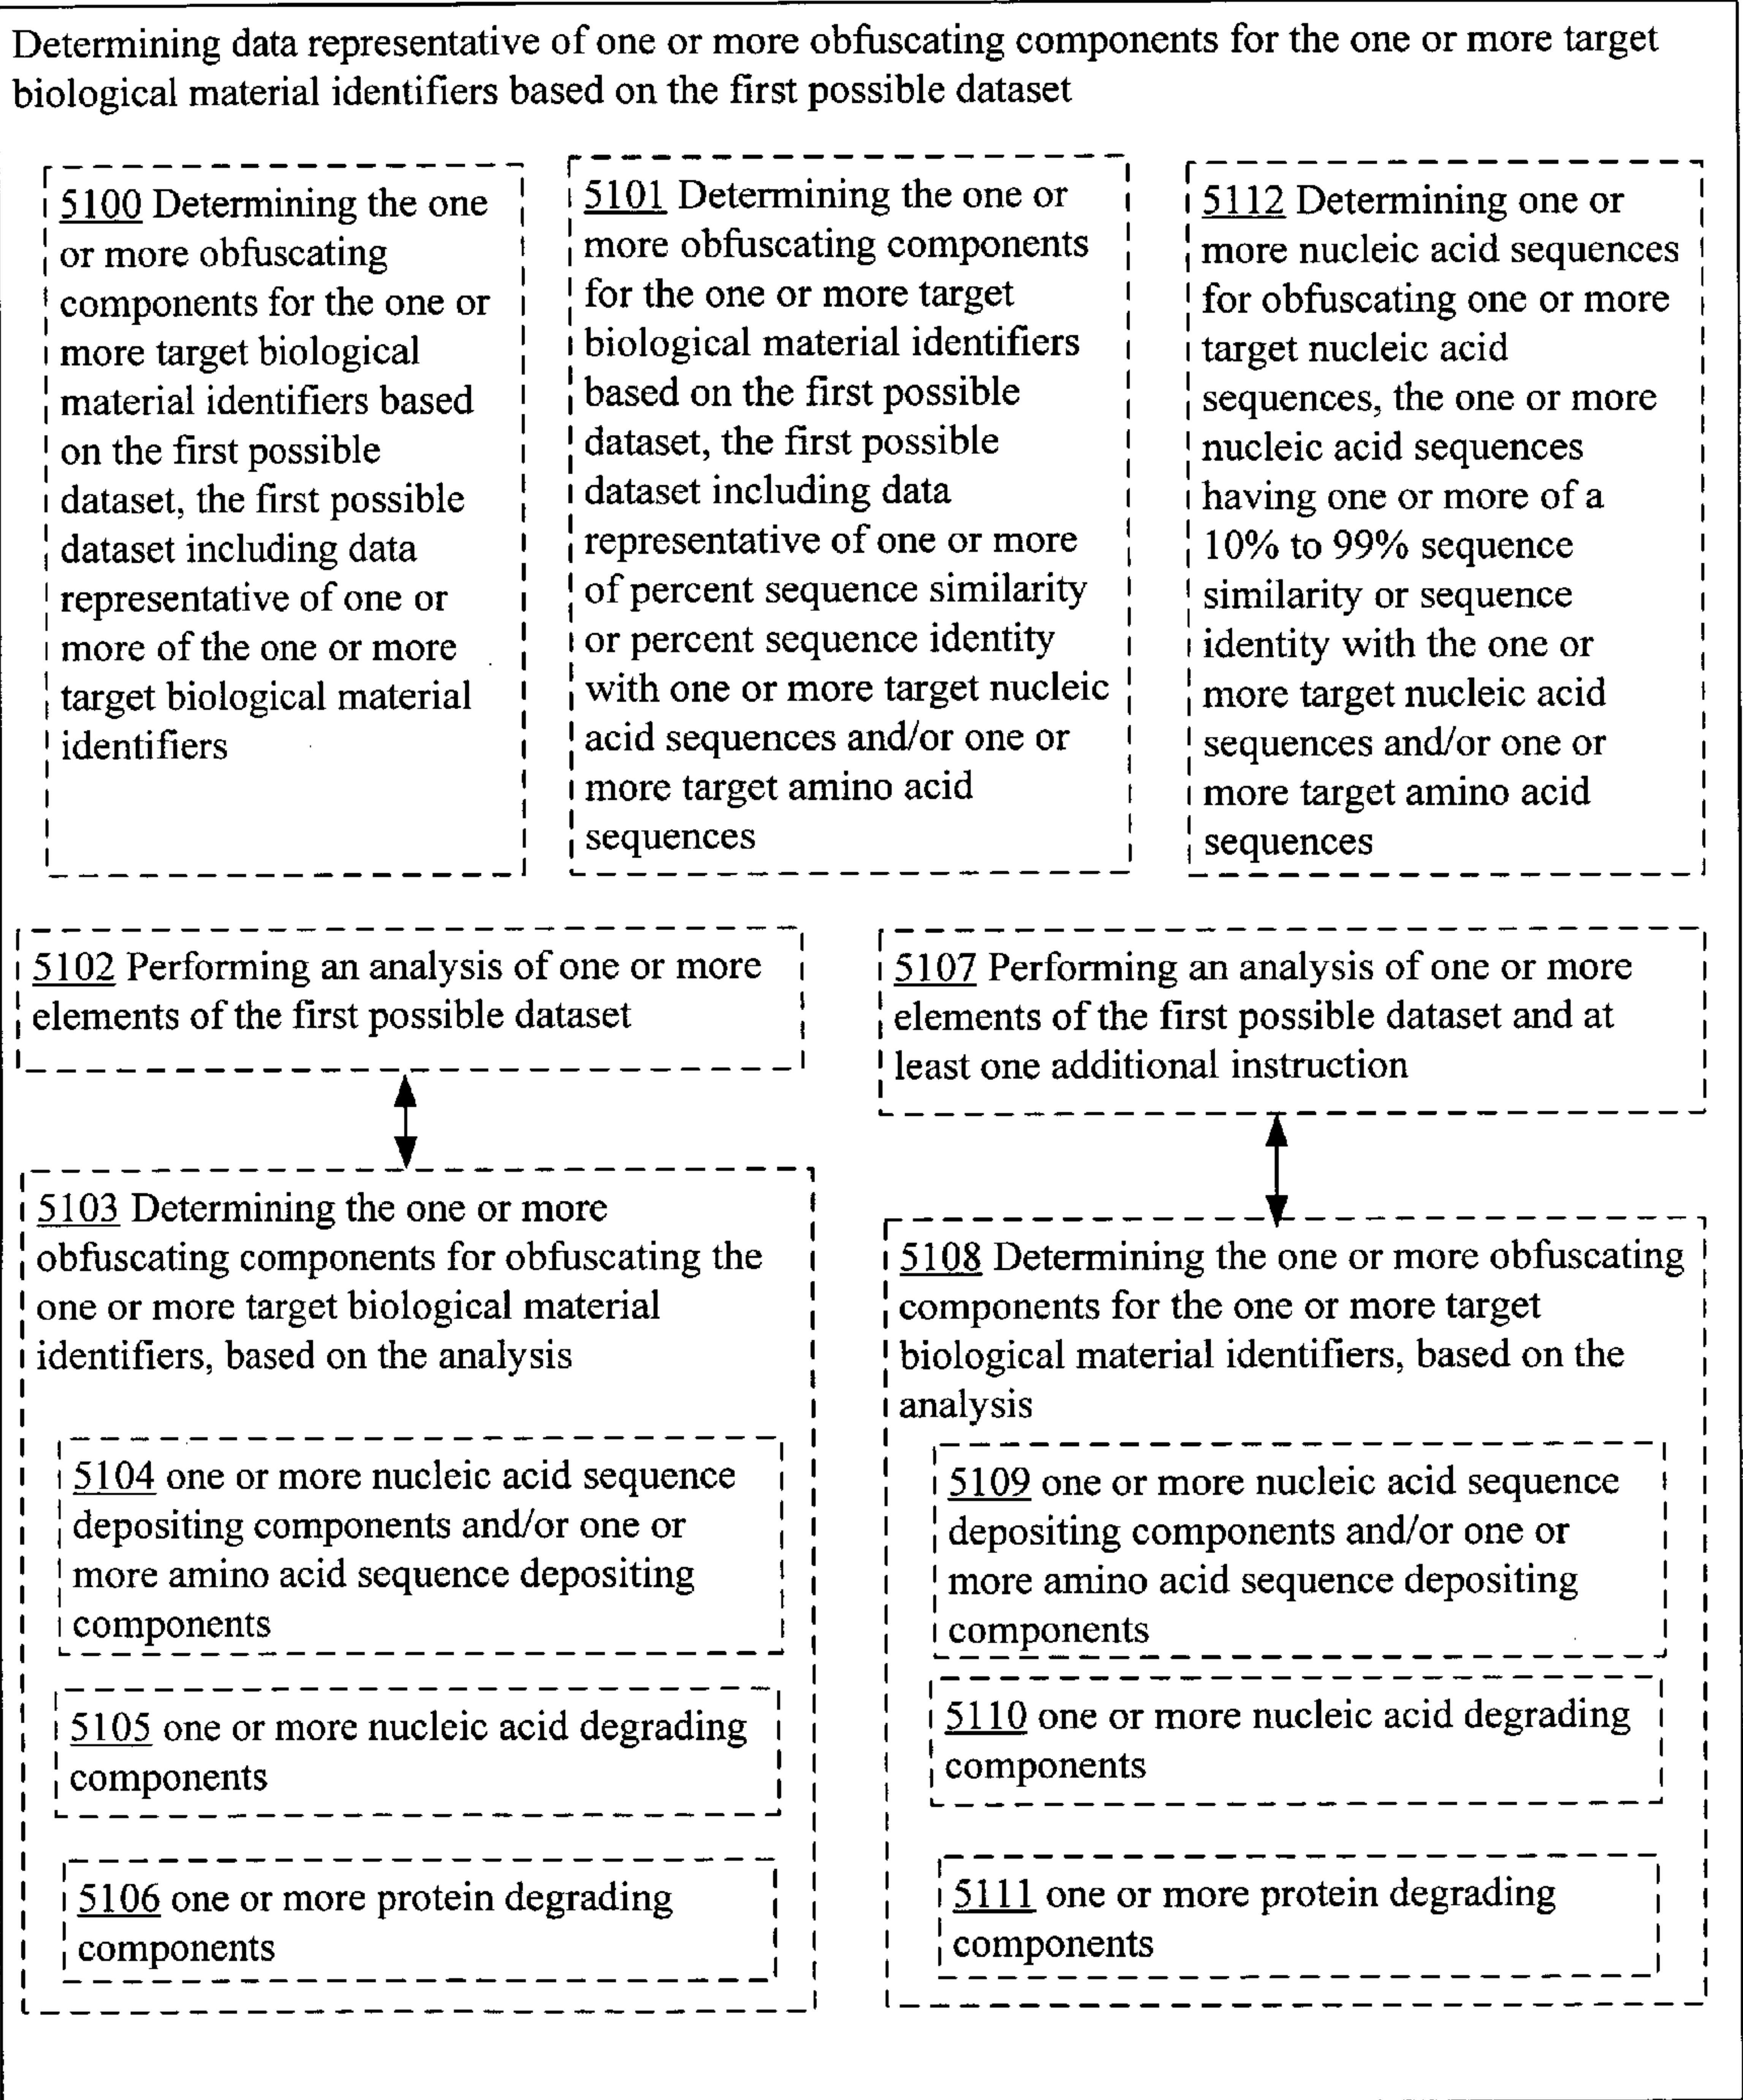 Determining data representative of one or more obfuscating components for the one or more target
biological material identifiers based on the first possible dataset
5100 Determining the one
or more obfuscating
components for the one or
more target biological
material identifiers based
on the first possible
dataset, the first possible
dataset including data
representative of one or
more of the one or more
target biological material
identifiers
5101 Determining the one or
more obfuscating components
for the one or more target
biological material identifiers
based on the first possible
dataset, the first possible
dataset including data
representative of one or more
of percent sequence similarity
or percent sequence identity
with one or more target nucleic
acid sequences and/or one or
more target amino acid
sequences
5112 Determining one or
more nucleic acid sequences
for obfuscating one or more
target nucleic acid
sequences, the one or more
nucleic acid sequences
having one or more of a
10% to 99% sequence
similarity or sequence
identity with the one or
more target nucleic acid
sequences and/or one or
more target amino acid
sequences
5102 Performing an analysis of one or more
elements of the first possible dataset
5103 Determining the one or more
obfuscating components for obfuscating the
one or more target biological material
identifiers, based on the analysis
5104 one or more nucleic acid sequence
depositing components and/or one or
more amino acid sequence depositing
components
5105 one or more nucleic acid degrading
components
5106 one or more protein degrading
components
5107 Performing an analysis of one or more
elements of the first possible dataset and at
least one additional instruction
5108 Determining the one or more obfuscating
components for the one or more target
biological material identifiers, based on the
analysis
5109 one or more nucleic acid sequence
depositing components and/or one or
more amino acid sequence depositing
components
5110 one or more nucleic acid degrading
components
5111 one or more protein degrading
components